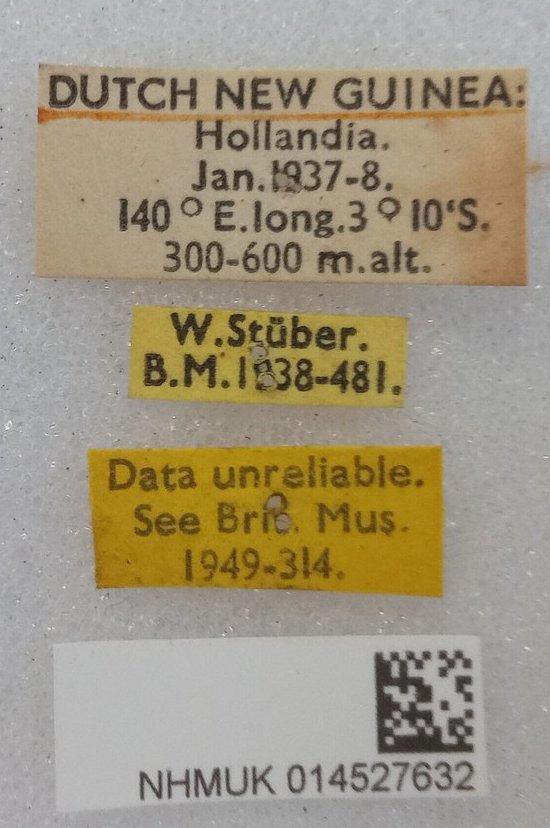 DUTCH NEW GUINEA:
Hollandia.
Jan.1937-8.
140° E.long.3° 10'S.
300-600 m.alt.
W.Stüber.
B.M.1938-481.
Data unreliable.
See Brit. Mus.
1949-314.
NHMUK 014527632